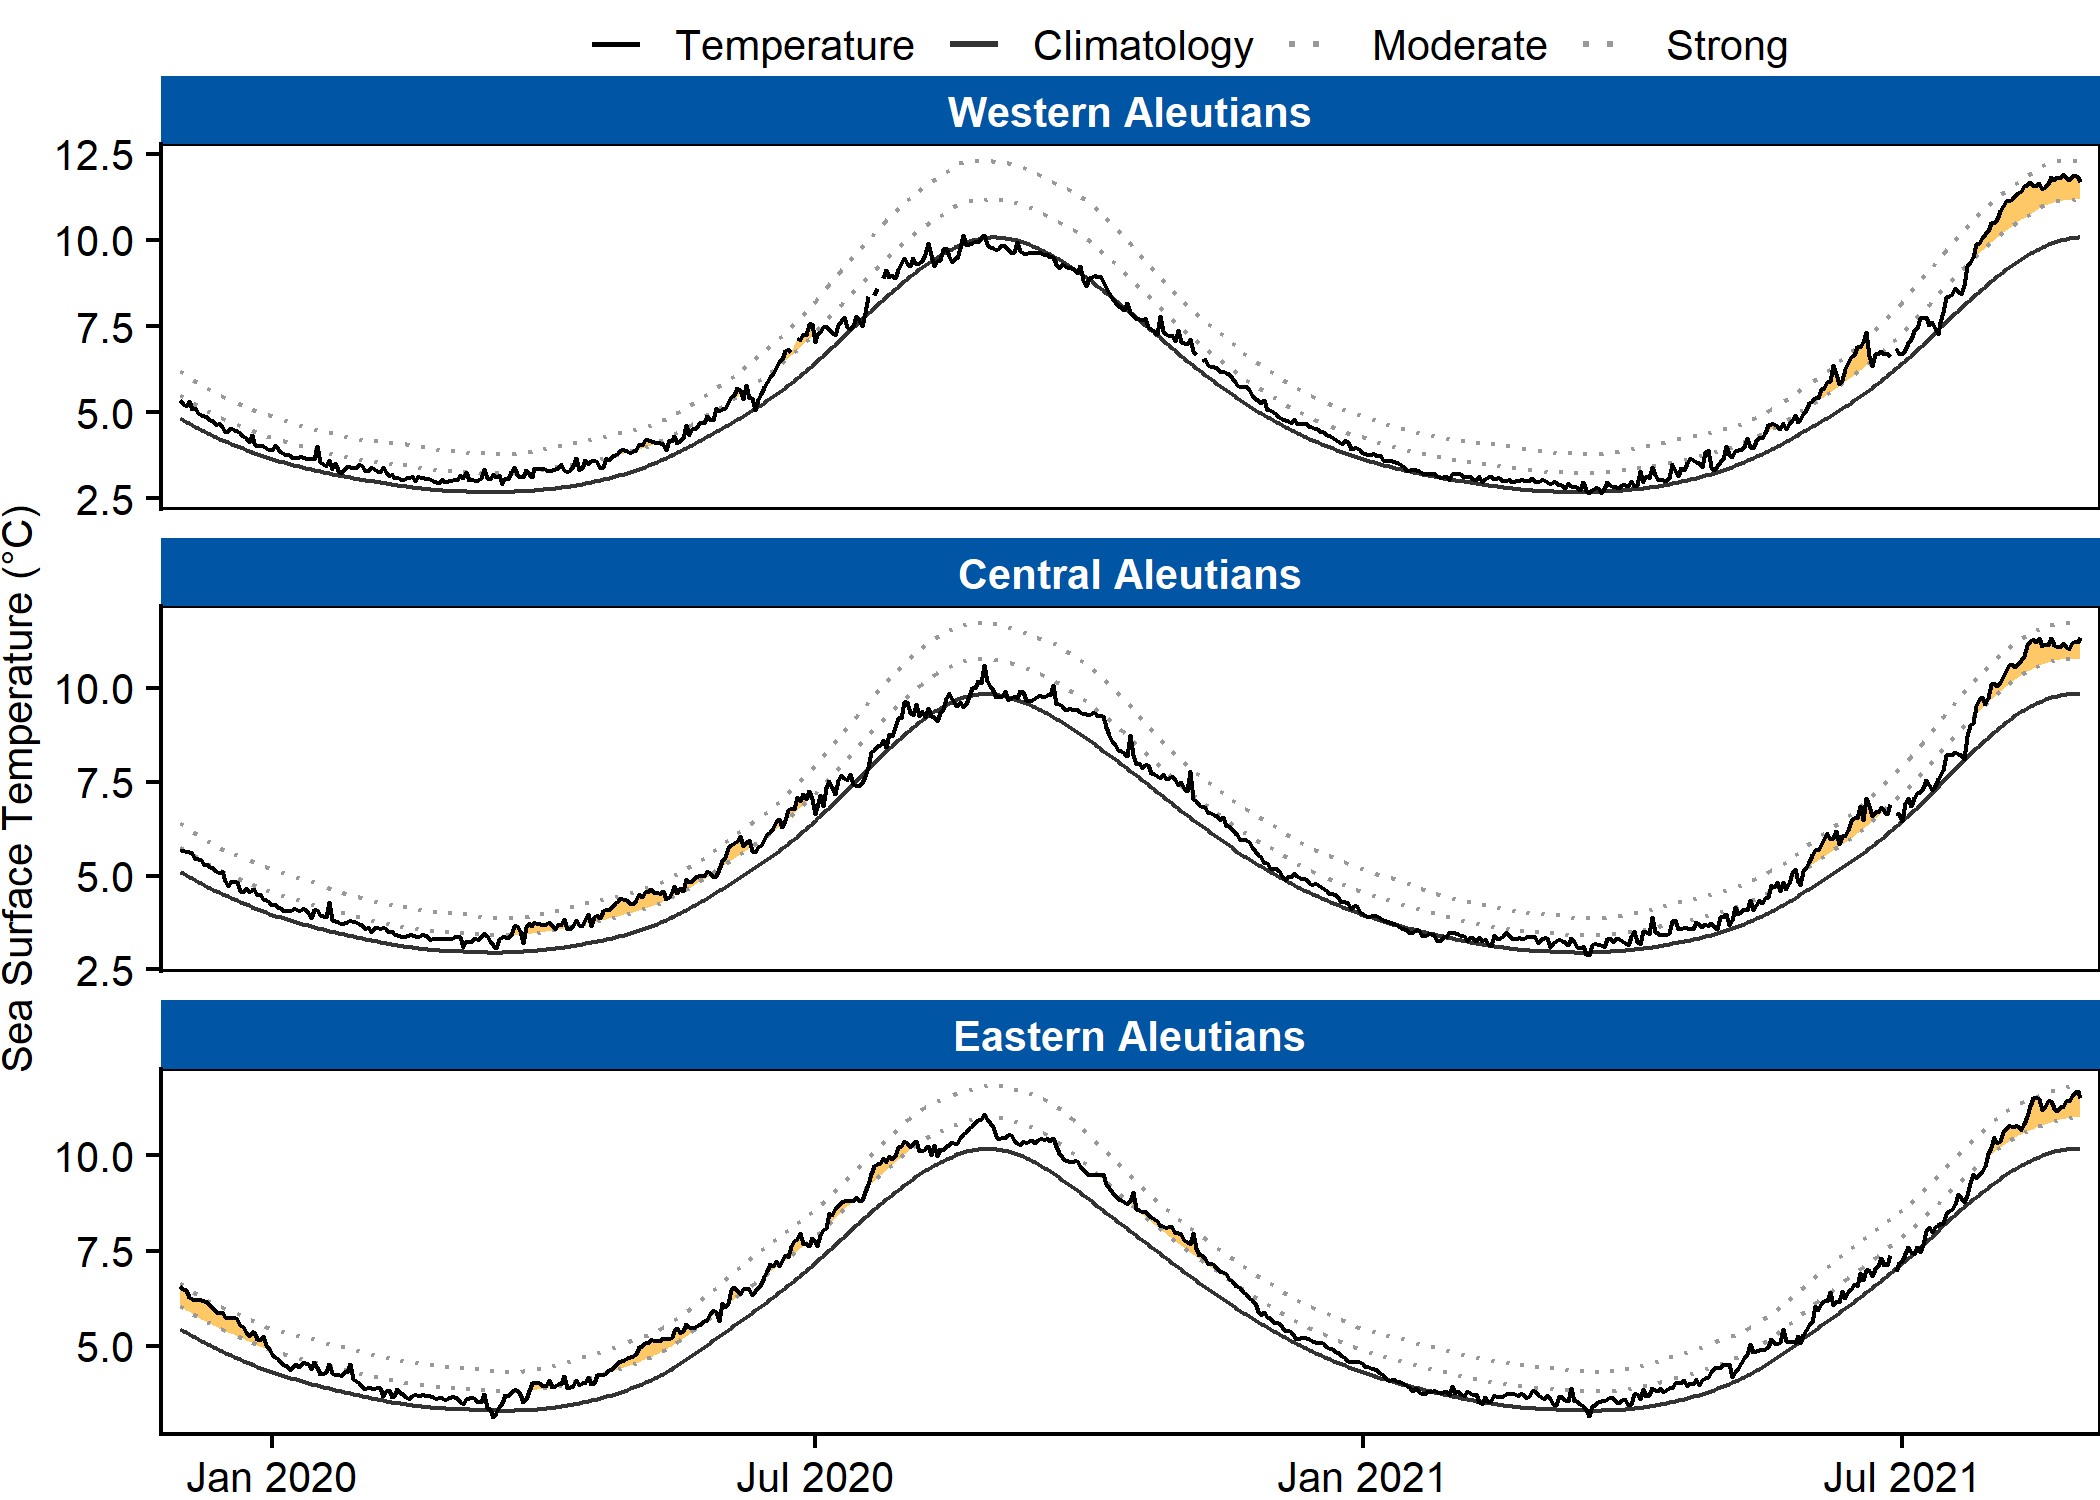 Temperature Climatology Moderate Strong
Western Aleutians
12.5
10.0
7.5
5.0
2.5
Central Aleutians
10.0
7.5
5.0
2.5
Sea Surface Temperature (°C)
Eastern Aleutians
10.0
7.5
5.0
Jan 2020 Jul 2020 Jan 2021 Jul 2021